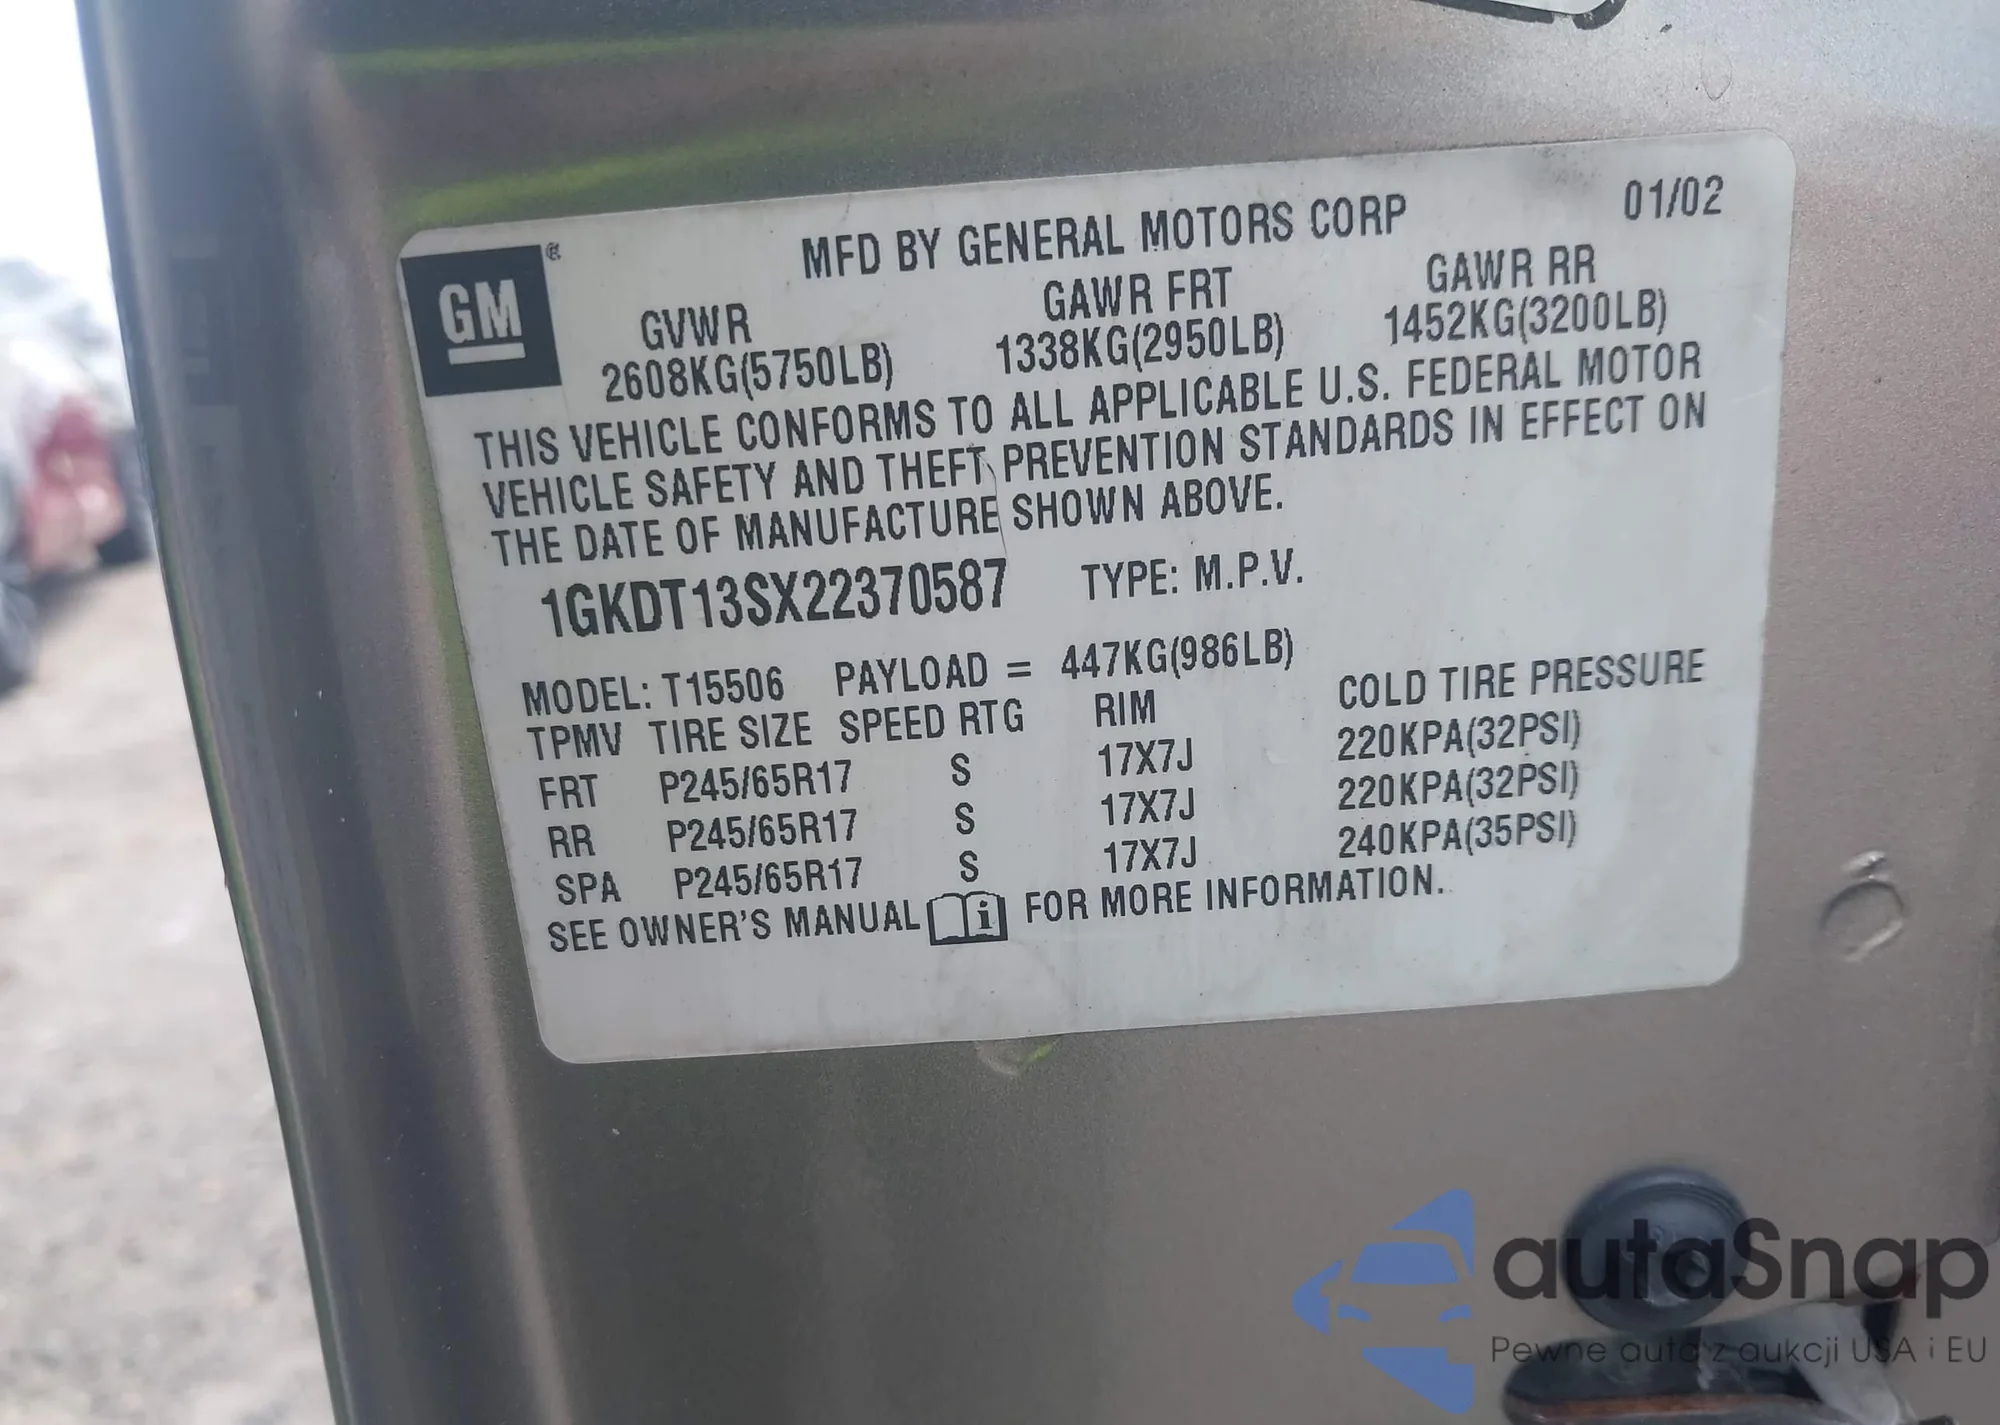 MFD BY GENERAL MOTORS CORP 01/02
GM
GVWR GAWR FRT GAWR RR
2608KG(5750LB) 1338KG(2950LB) 1452KG(3200LB)
THIS VEHICLE CONFORMS TO ALL APPLICABLE U.S. FEDERAL MOTOR
VEHICLE SAFETY AND THEFT PREVENTION STANDARDS IN EFFECT ON
THE DATE OF MANUFACTURE SHOWN ABOVE.
1GKDT13SX22370587 TYPE: M.P.V.
MODEL: T15506 PAYLOAD = 447KG(986LB)
TPMV TIRE SIZE SPEED RTG RIM COLD TIRE PRESSURE
FRT P245/65R17 S 17X7J 220KPA(32PSI)
RR P245/65R17 S 17X7J 220KPA(32PSI)
SPA P245/65R17 S 17X7J 240KPA(35PSI)
SEE OWNER'S MANUAL i FOR MORE INFORMATION.
autaSnap
Pewne auta z aukcji USA i EU